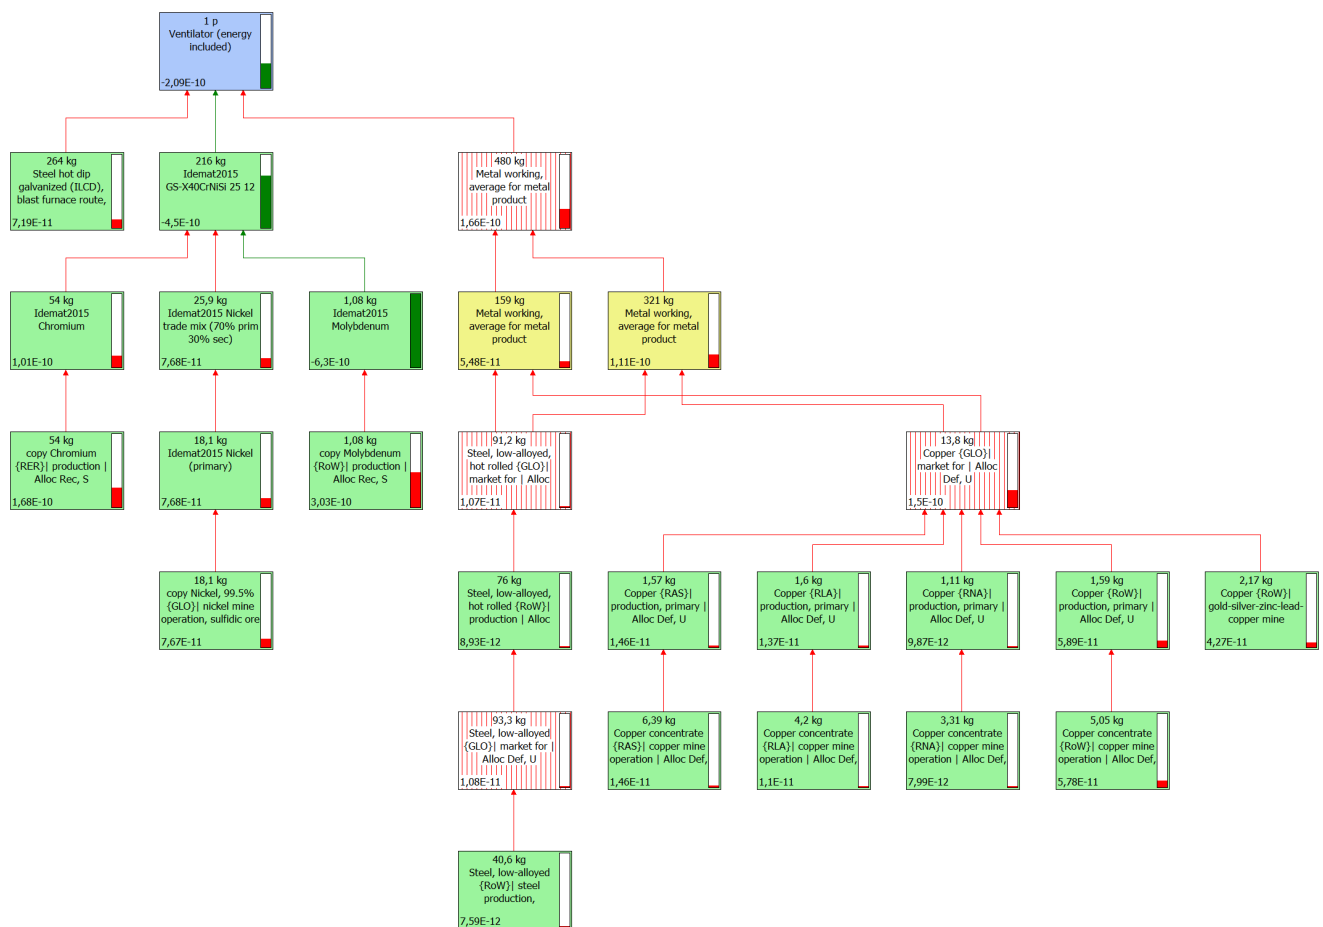 1 p
Ventilator (energy
included)
-2,09E-10
264 kg
Steel hot dip
galvanized (ILCD),
blast furnace route,
7,19E-11
216 kg
Idemat2015
GS-X40CrNiSi 25 12
-4,5E-10
480 kg
Metal working,
average for metal
product
1,66E-10
54 kg
Idemat2015
Chromium
1,01E-10
25,9 kg
Idemat2015 Nickel
trade mix (70% prim
30% sec)
7,68E-11
1,08 kg
Idemat2015
Molybdenum
-6,3E-10
159 kg
Metal working,
average for metal
product
5,48E-11
321 kg
Metal working,
average for metal
product
1,11E-10
54 kg
copy Chromium
{RER}| production |
Alloc Rec, S
1,68E-10
18,1 kg
Idemat2015 Nickel
(primary)
7,68E-11
1,08 kg
copy Molybdenum
{RoW}| production |
Alloc Rec, S
3,03E-10
91,2 kg
Steel, low-alloyed,
hot rolled {GLO}|
market for | Alloc
1,07E-11
13,8 kg
Copper {GLO}|
market for | Alloc
Def, U
1,5E-10
18,1 kg
copy Nickel, 99.5%
{GLO}| nickel mine
operation, sulfidic ore
7,67E-11
76 kg
Steel, low-alloyed,
hot rolled {RoW}|
production | Alloc
8,93E-12
1,57 kg
Copper {RAS}|
production, primary |
Alloc Def, U
1,46E-11
1,6 kg
Copper {RLA}|
production, primary |
Alloc Def, U
1,37E-11
1,11 kg
Copper {RNA}|
production, primary |
Alloc Def, U
9,87E-12
1,59 kg
Copper {RoW}|
production, primary |
Alloc Def, U
5,89E-11
2,17 kg
Copper {RoW}|
gold-silver-zinc-lead-
copper mine
4,27E-11
93,3 kg
Steel, low-alloyed
{GLO}| market for |
Alloc Def, U
1,08E-11
6,39 kg
Copper concentrate
{RAS}| copper mine
operation | Alloc Def,
1,46E-11
4,2 kg
Copper concentrate
{RLA}| copper mine
operation | Alloc Def,
1,1E-11
3,31 kg
Copper concentrate
{RNA}| copper mine
operation | Alloc Def,
7,99E-12
5,05 kg
Copper concentrate
{RoW}| copper mine
operation | Alloc Def,
5,78E-11
40,6 kg
Steel, low-alloyed
{RoW}| steel
production,
7,59E-12